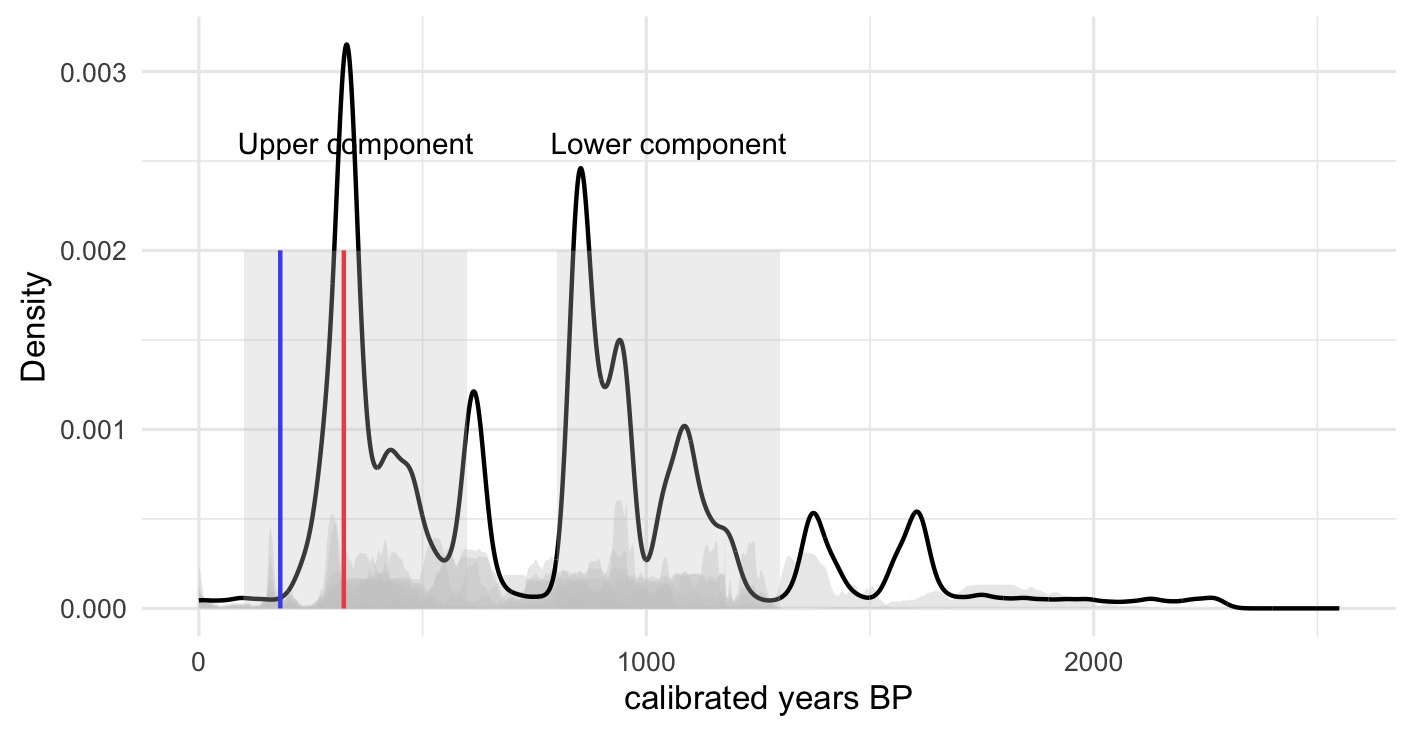 0.003
Upper component
Lower component
0.002
Density
0.001
0.000
0
1000
2000
calibrated years BP